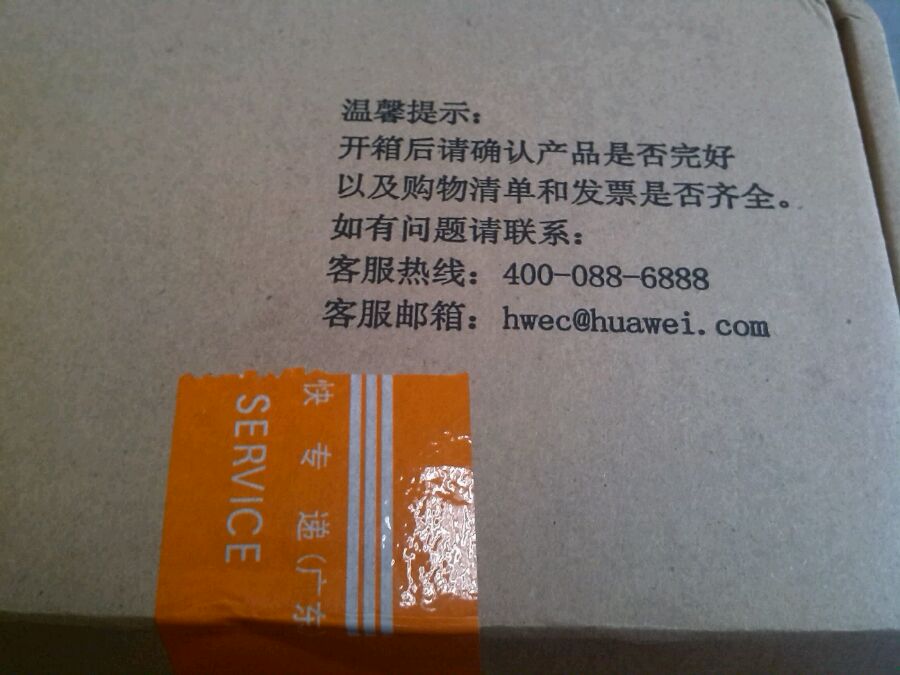 温馨提示：
开箱后请确认产品是否完好
以及购物清单和发票是否齐全。
如有问题请联系：
客服热线：400-088-6888
客服邮箱：hwec@huawei.com
快专递(广东
SERVICE